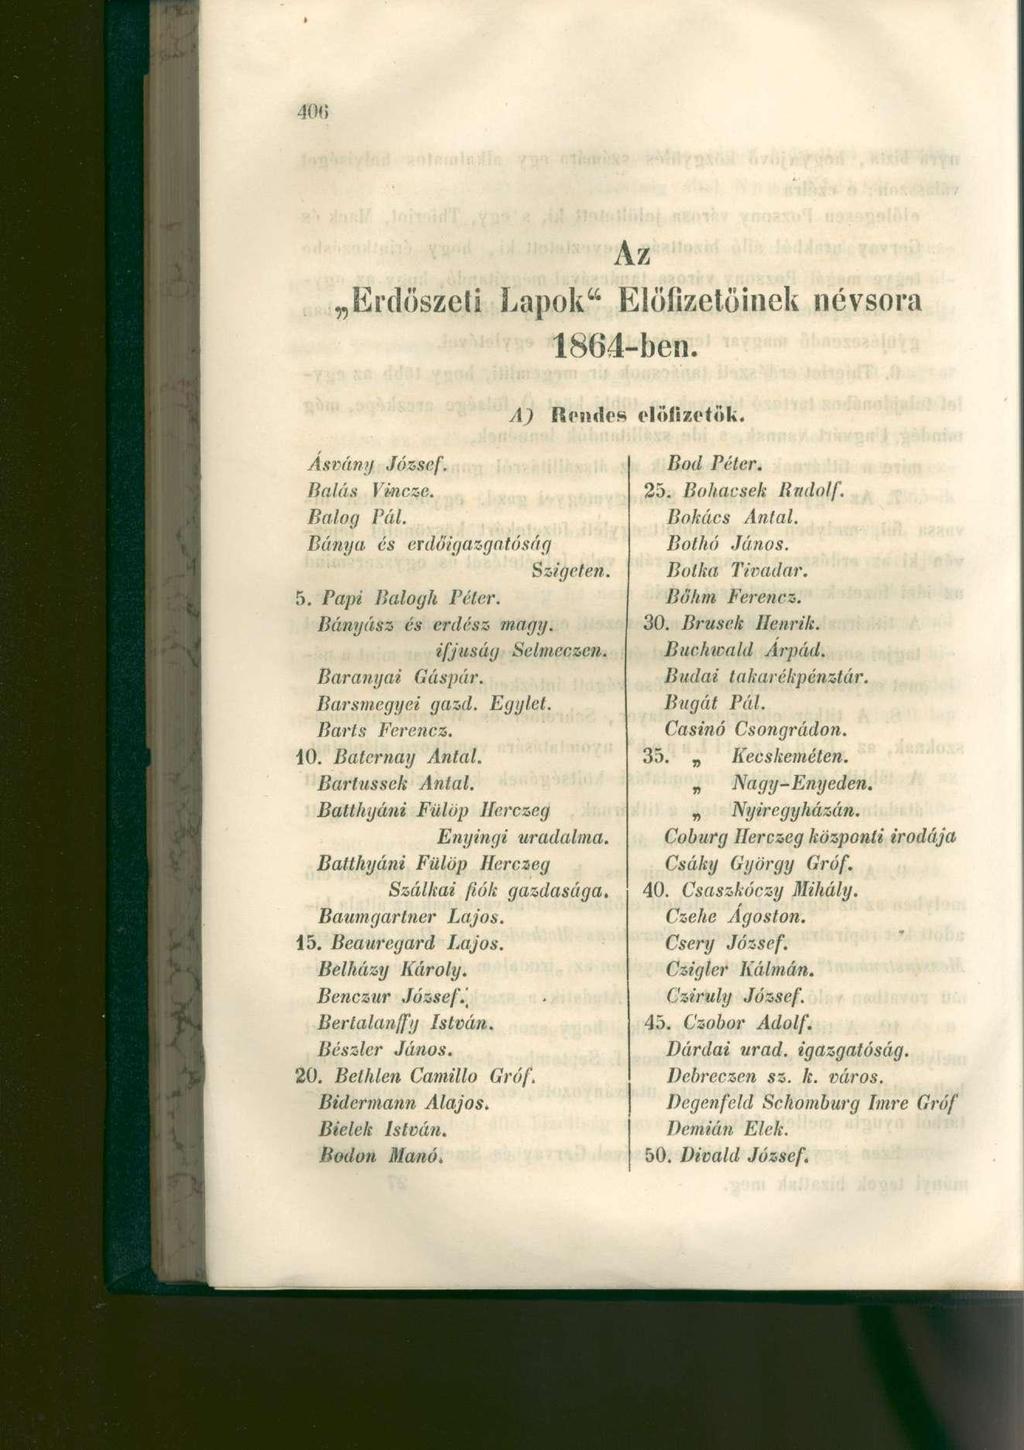 406
Az
„Erdőszeti Lapok“ Előfizetőinek névsora
1864-ben.
A) Rendes előfizetők.
Ásvány József.
Balás Vincze.
Balog Pál.
Bánya és erdőigazgatóság
Szigeten.
5. Papi Balogh Péter.
Bányász és erdész magy.
ifjuság Selmeczen.
Baranyai Gáspár.
Barsmegyei gazd. Egylet.
Barts Ferencz.
10. Baternay Antal.
Bartussek Antal.
Batthyáni Fülöp Herczeg
Enyingi uradalma.
Batthyáni Fülöp Herczeg
Szálkai fiók gazdasága.
Baumgartner Lajos.
15. Beauregard Lajos.
Belházy Károly.
Benczur József.
Bertalanffy István.
Bészler János.
20. Bethlen Camillo Gróf.
Bidermann Alajos.
Bielek István.
Bodon Manó.
Bod Péter.
25. Bohacsek Rudolf.
Bokács Antal.
Bothó János.
Botka Tivadar.
Bőhm Ferencz.
30. Brusek Henrik.
Buchwald Árpád.
Budai takarékpénztár.
Bugát Pál.
Casinó Csongrádon.
35. „ Kecskeméten.
„ Nagy-Enyeden.
„ Nyiregyházán.
Coburg Herczeg központi irodája
Csáky György Gróf.
40. Csaszkóczy Mihály.
Czehe Ágoston.
Csery József.
Czigler Kálmán.
Cziruly József.
45. Czobor Adolf.
Dárdai urad. igazgatóság.
Debreczen sz. k. város.
Degenfeld Schomburg Imre Gróf
Demián Elek.
50. Divald József.